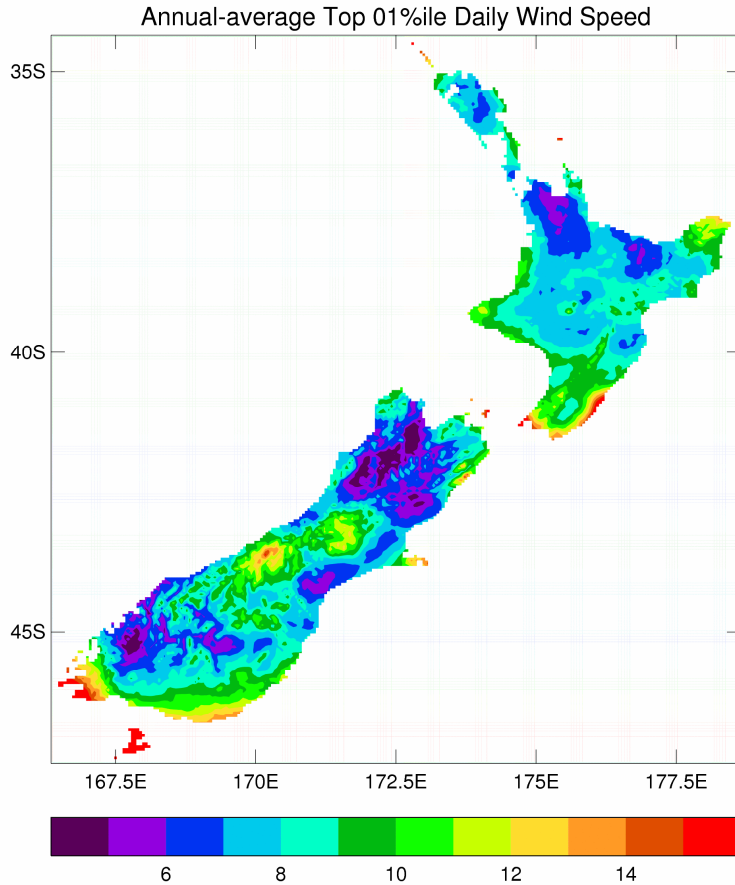 Annual-average Top 01%ile Daily Wind Speed
35S
40S
45S
167.5E 170E 172.5E 175E 177.5E
6 8 10 12 14